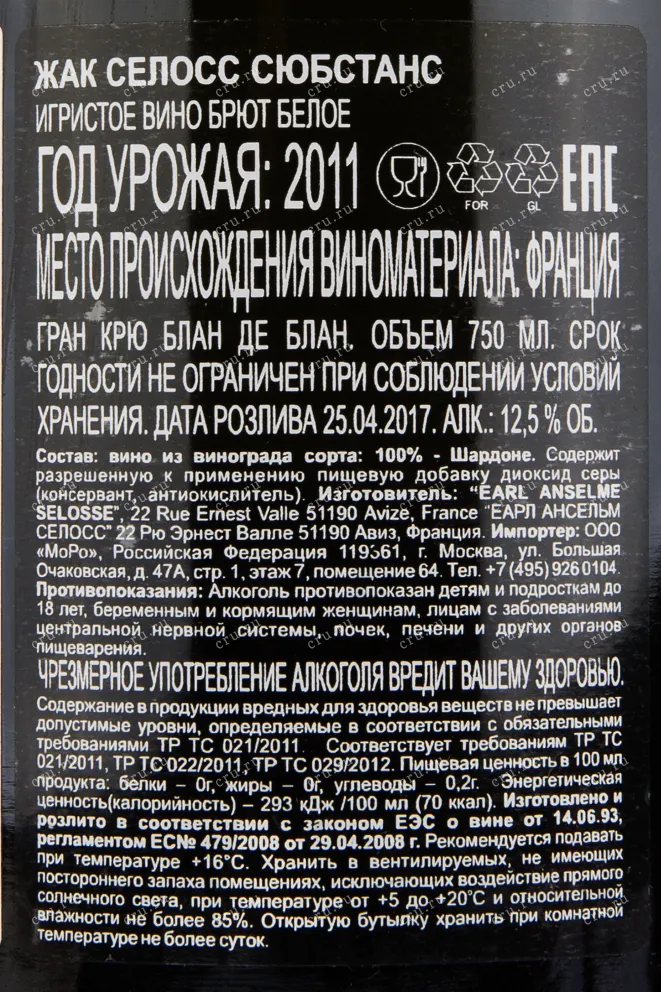 ЖАК СЕЛОСС СЮБСТАНС
ИГРИСТОЕ ВИНО БРЮТ БЕЛОЕ
ГОД УРОЖАЯ: 2011
FOR GL EAC
МЕСТО ПРОИСХОЖДЕНИЯ ВИНОМАТЕРИАЛА: ФРАНЦИЯ
ГРАН КРЮ БЛАН ДЕ БЛАН, ОБЪЕМ 750 МЛ. СРОК
ГОДНОСТИ НЕ ОГРАНИЧЕН ПРИ СОБЛЮДЕНИИ УСЛОВИЙ
ХРАНЕНИЯ. ДАТА РОЗЛИВА 25.04.2017. АЛК.: 12,5 % ОБ.
Состав: вино из винограда сорта: 100% - Шардоне. Содержит
разрешенную к применению пищевую добавку диоксид серы
(консервант, антиокислитель). Изготовитель: “EARL ANSELME
SELOSSE”, 22 Rue Ernest Valle 51190 Avize, France “ЕАРЛ АНСЕЛЬМ
СЕЛОСС” 22 Рю Эрнест Валле 51190 Авиз, Франция. Импортер: ООО
«МоРо», Российская Федерация 119361, г. Москва, ул. Большая
Очаковская, д. 47А, стр. 1, этаж 7, помещение 64. Тел. +7 (495) 926 0104.
Противопоказания: Алкоголь противопоказан детям и подросткам до
18 лет, беременным и кормящим женщинам, лицам с заболеваниями
центральной нервной системы, почек, печени и других органов
пищеварения.
ЧРЕЗМЕРНОЕ УПОТРЕБЛЕНИЕ АЛКОГОЛЯ ВРЕДИТ ВАШЕМУ ЗДОРОВЬЮ.
Содержание в продукции вредных для здоровья веществ не превышает
допустимые уровни, определяемые в соответствии с обязательными
требованиями ТР ТС 021/2011. Соответствует требованиям ТР ТС
021/2011, ТР ТС 022/2011, ТР ТС 029/2012. Пищевая ценность в 100 мл
продукта: белки – 0г, жиры – 0г, углеводы – 0,2г. Энергетическая
ценность(калорийность) – 293 кДж /100 мл (70 ккал). Изготовлено и
розлито в соответствии с законом ЕЭС о вине от 14.06.93,
регламентом ЕС№ 479/2008 от 29.04.2008 г. Рекомендуется подавать
при температуре +16°С. Хранить в вентилируемых, не имеющих
постороннего запаха помещениях, исключающих воздействие прямого
солнечного света, при температуре от +5 до +20°С и относительной
влажности не более 85%. Открытую бутылку хранить при комнатной
температуре не более суток.